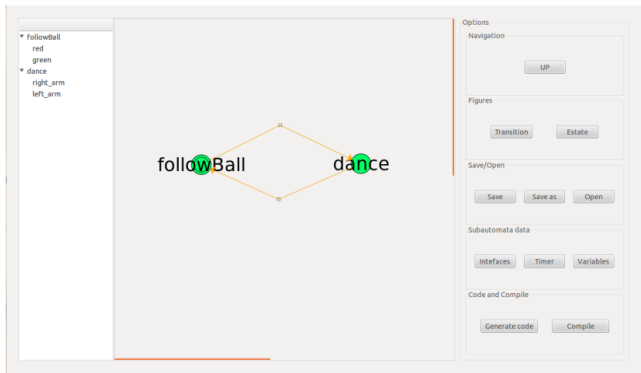 followBall
red
green
dance
right_arm
left_arm
followBall
dance
Options
Navigation
UP
Figures
Transition Estate
Save/Open
Save Save as Open
Subautomata data
Intefaces Timer Variables
Code and Compile
Generate code Compile